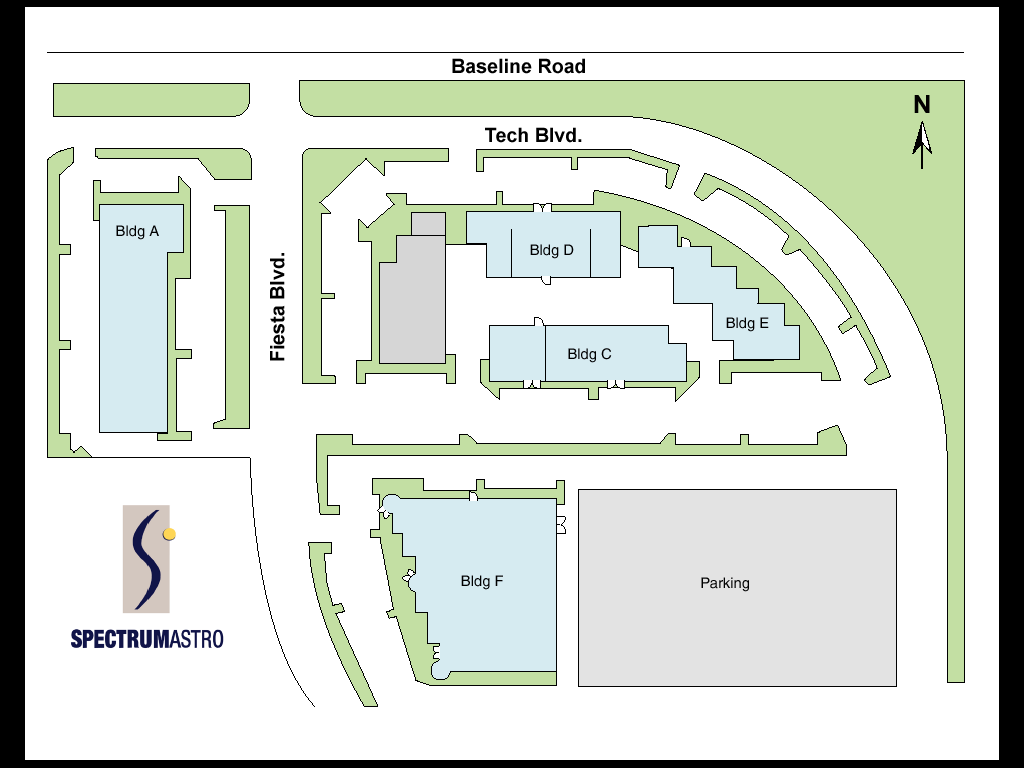 Baseline Road
N
Tech Blvd.
Bldg A
Bldg D
Fiesta Blvd.
Bldg E
Bldg C
Bldg F
Parking
SPECTRUMASTRO